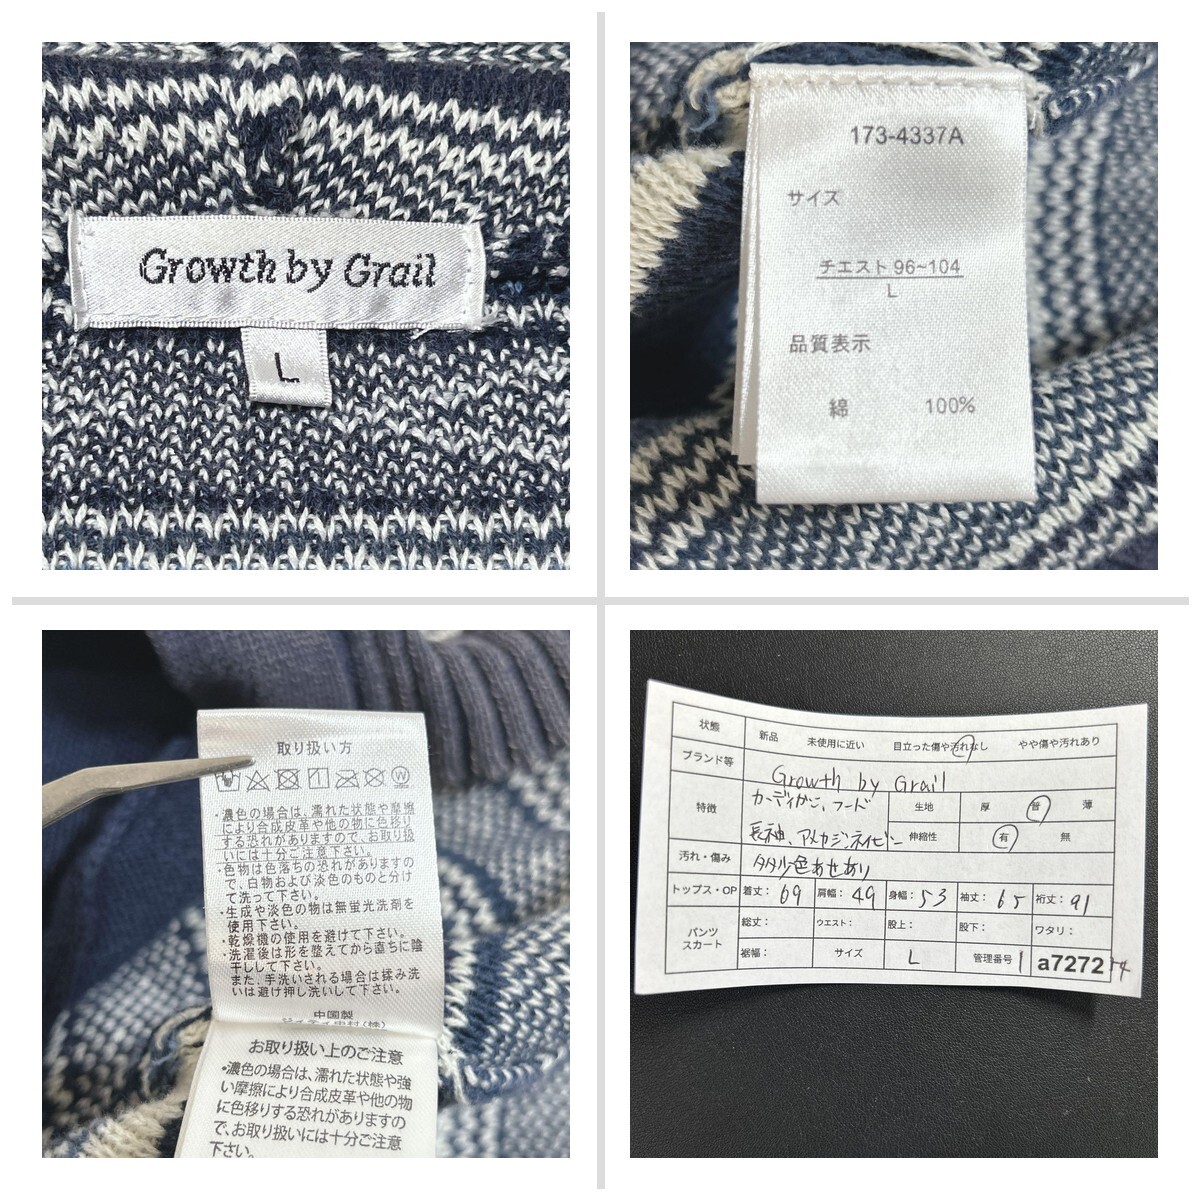 Growth by Grail
L
173-4337A
サイズ
チエスト 96~104
L
品質表示
綿 100%
取り扱い方
・濃色の場合は、濡れた状態や摩擦
により合成皮革や他の物に色移り
する恐れがありますので、お取り扱
いには十分ご注意下さい。
・色物は色落ちの恐れがありますの
で、白物および淡色のものと分け
て洗って下さい。
・生成や淡色の物は無蛍光洗剤を
使用下さい。
・乾燥機の使用を避けて下さい。
・洗濯後は形を整えてから直ちに陰
干しして下さい。
また、手洗いされる場合は揉み洗
いは避け押し洗いして下さい。
中国製
お取り扱い上のご注意
・濃色の場合は、濡れた状態や強
い摩擦により合成皮革や他の物
に色移りする恐れがありますの
で、お取り扱いには十分ご注意
下さい。
状態 新品 未使用に近い 目立った傷や汚れなし やや傷や汚れあり
ブランド等 Growth by Grail
特徴 カーディガン、フード 生地 厚 普 薄
長袖、アメカジ、ネイビー 伸縮性 有 無
汚れ・傷み 多少色あせあり
トップス・OP 着丈: 69 肩幅: 49 身幅: 53 袖丈: 65 裄丈: 91
パンツ スカート 総丈: ウエスト: 股上: 股下: ワタリ:
裾幅: サイズ L 管理番号 a7272